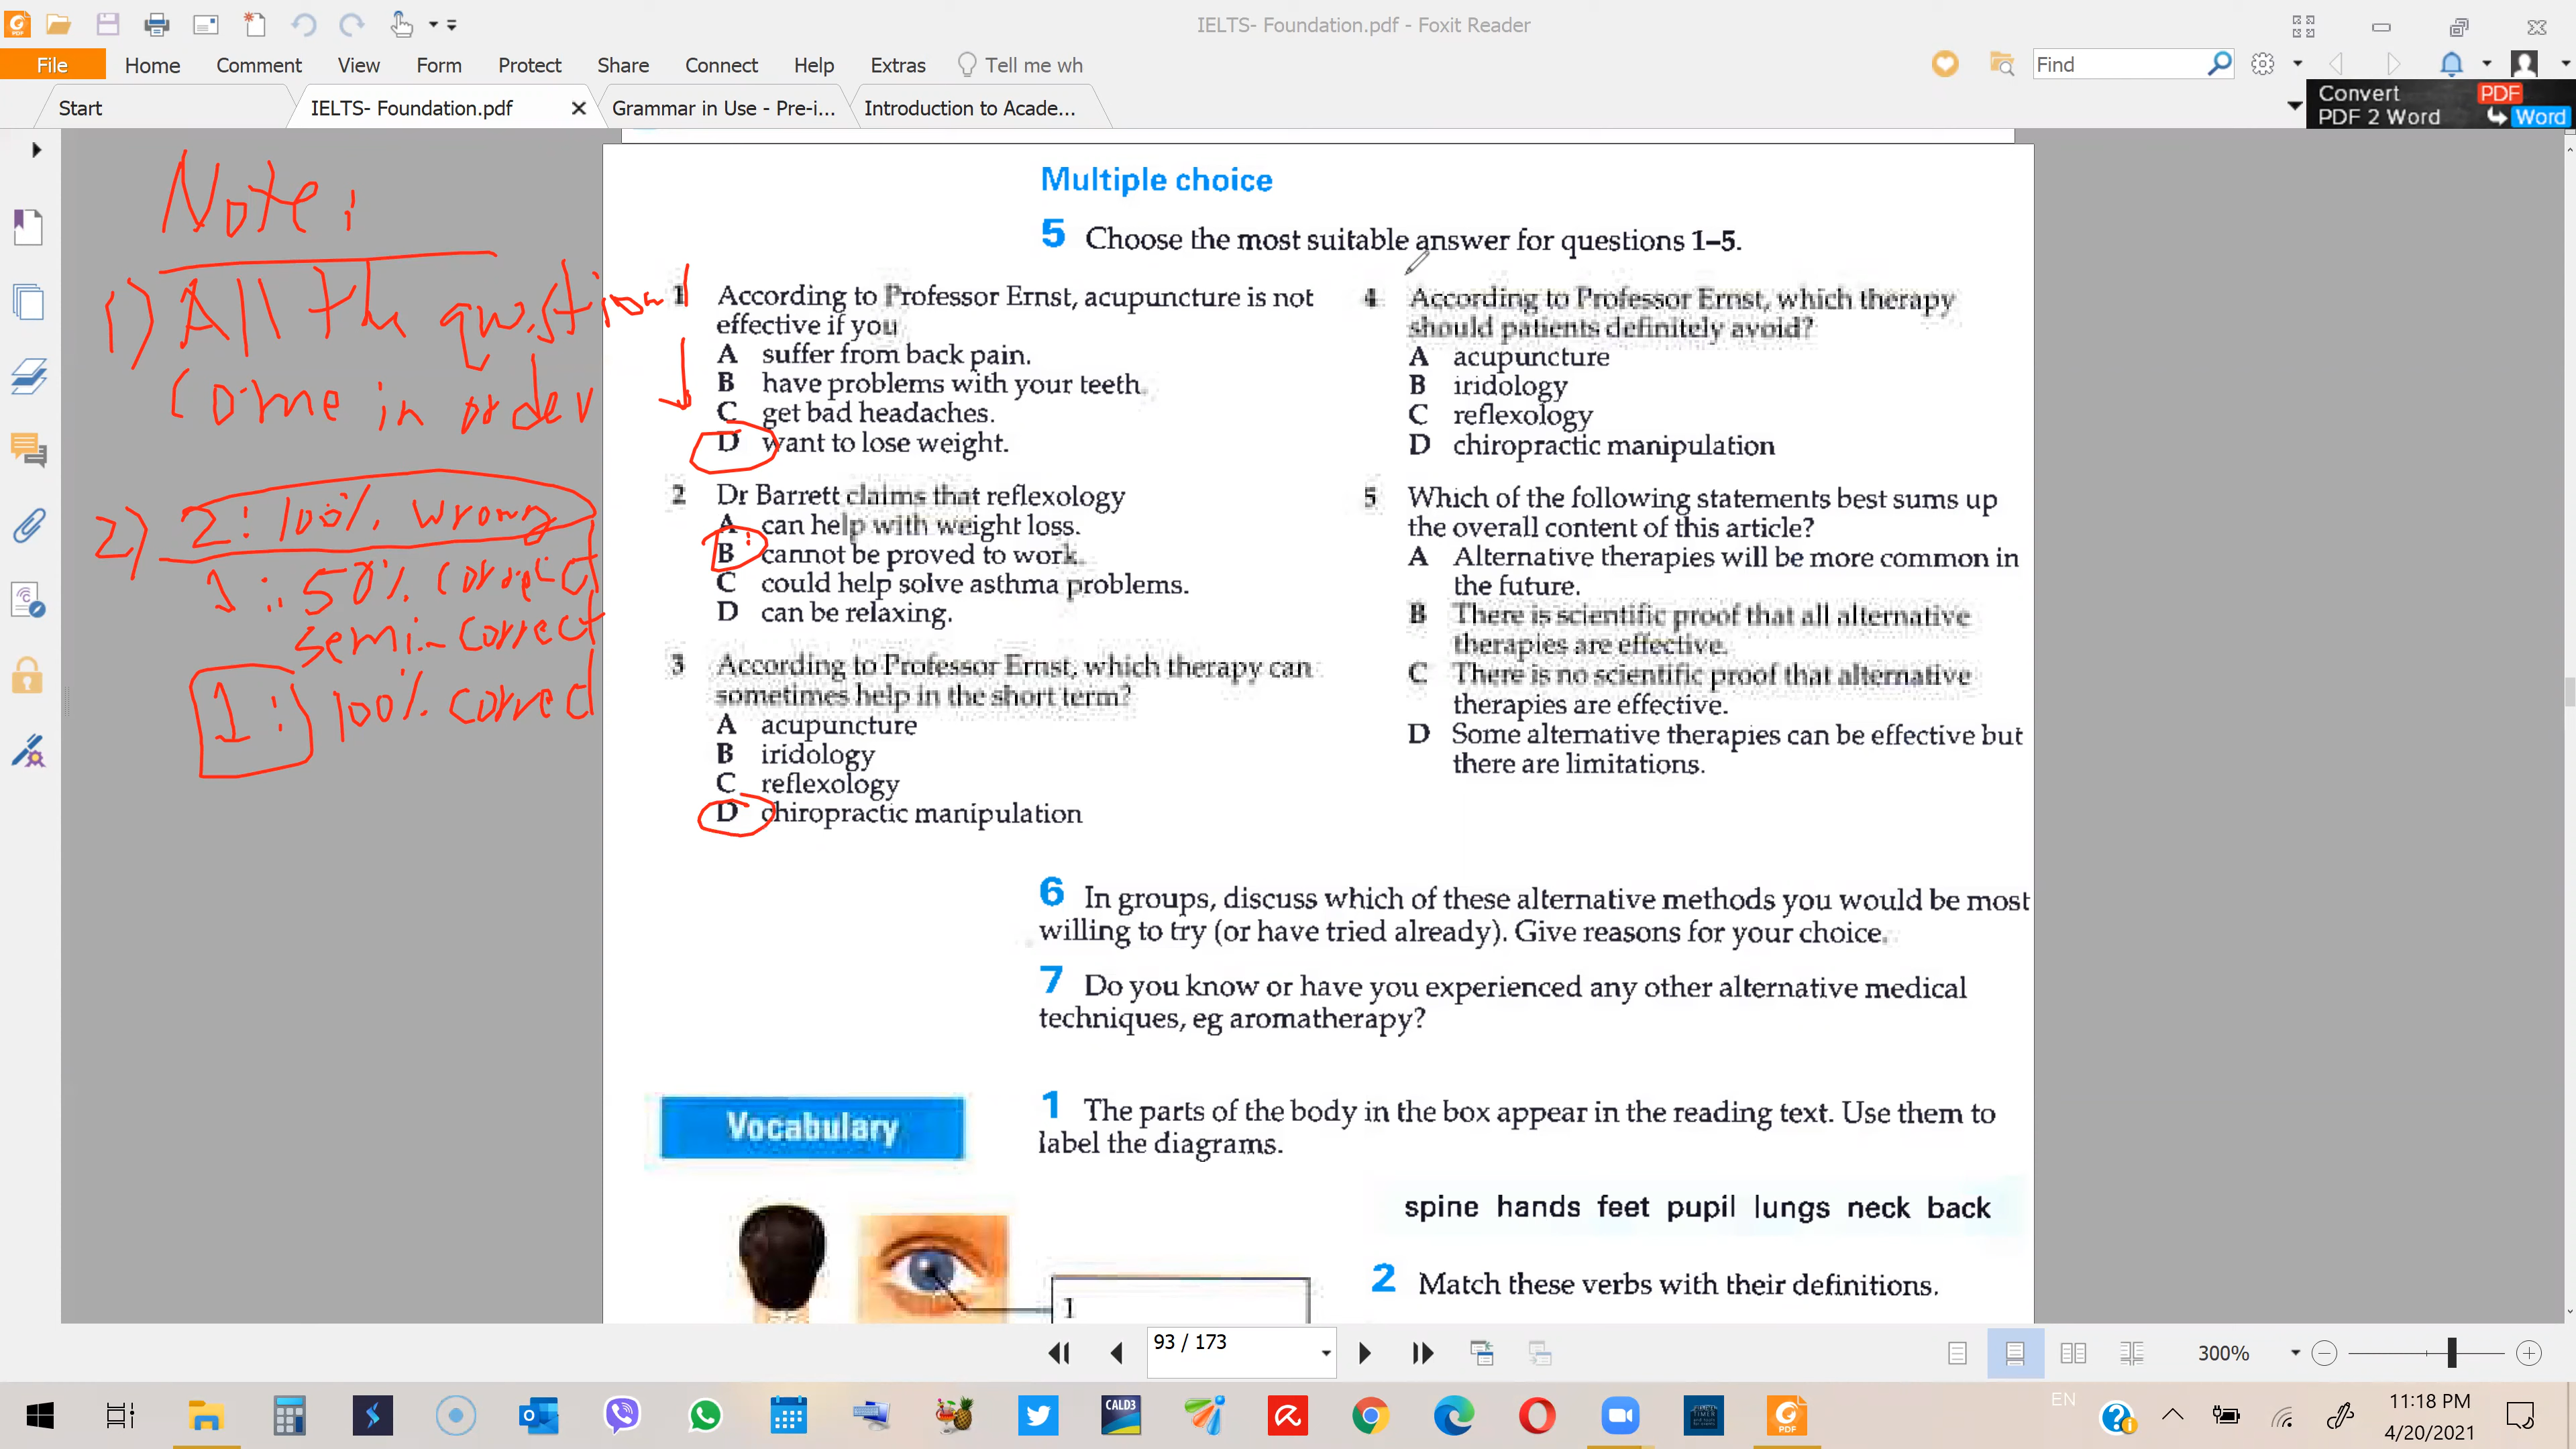 IELTS- Foundation.pdf - Foxit Reader
File Home Comment View Form Protect Share Connect Help Extras Tell me wh
Find
Start IELTS- Foundation.pdf Grammar in Use - Pre-i... Introduction to Acade...
Convert PDF
PDF 2 Word Word
Note:
1) All the question
come in order
2) 2: 100% wrong
1: 50% correct
semi-correct
1: 100% correct
Multiple choice
5 Choose the most suitable answer for questions 1–5.
1 According to Professor Ernst, acupuncture is not
effective if you
A suffer from back pain.
B have problems with your teeth.
C get bad headaches.
D want to lose weight.
2 Dr Barrett claims that reflexology
A can help with weight loss.
B cannot be proved to work.
C could help solve asthma problems.
D can be relaxing.
3 According to Professor Ernst, which therapy can
sometimes help in the short term?
A acupuncture
B iridology
C reflexology
D chiropractic manipulation
4 According to Professor Ernst, which therapy
should patients definitely avoid?
A acupuncture
B iridology
C reflexology
D chiropractic manipulation
5 Which of the following statements best sums up
the overall content of this article?
A Alternative therapies will be more common in
the future.
B There is scientific proof that all alternative
therapies are effective.
C There is no scientific proof that alternative
therapies are effective.
D Some alternative therapies can be effective but
there are limitations.
6 In groups, discuss which of these alternative methods you would be most
willing to try (or have tried already). Give reasons for your choice.
7 Do you know or have you experienced any other alternative medical
techniques, eg aromatherapy?
Vocabulary
1 The parts of the body in the box appear in the reading text. Use them to
label the diagrams.
spine hands feet pupil lungs neck back
1
2 Match these verbs with their definitions.
93 / 173
300%
CALD3
EN
11:18 PM
4/20/2021